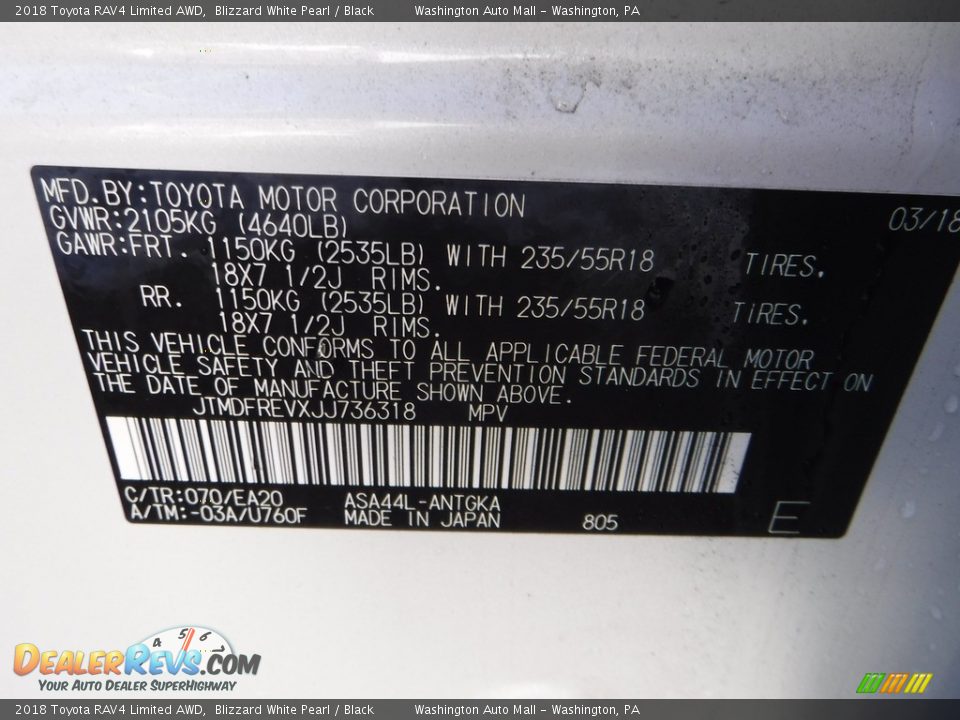 2018 Toyota RAV4 Limited AWD, Blizzard White Pearl / Black Washington Auto Mall – Washington, PA
MFD.BY:TOYOTA MOTOR CORPORATION 03/18
GVWR:2105KG (4640LB)
GAWR:FRT. 1150KG (2535LB) WITH 235/55R18 TIRES.
18X7 1/2J RIMS.
RR. 1150KG (2535LB) WITH 235/55R18 TIRES.
18X7 1/2J RIMS.
THIS VEHICLE CONFORMS TO ALL APPLICABLE FEDERAL MOTOR
VEHICLE SAFETY AND THEFT PREVENTION STANDARDS IN EFFECT ON
THE DATE OF MANUFACTURE SHOWN ABOVE.
JTMDFREVXJJ736318 MPV
C/TR:070/EA20 ASA44L-ANTGKA
A/TM:-03A/U760F MADE IN JAPAN 805 E
4 5 6
DEALERREVS.COM
YOUR AUTO DEALER SUPERHIGHWAY
2018 Toyota RAV4 Limited AWD, Blizzard White Pearl / Black Washington Auto Mall – Washington, PA